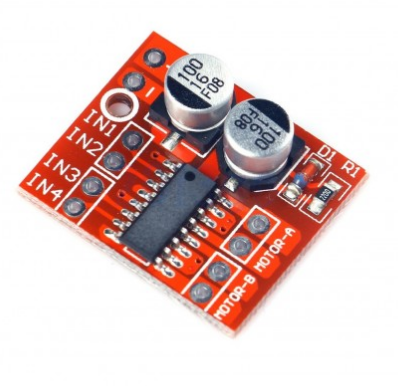 100
16
F08
100
16
F08
IN1
IN2
IN3
IN4
D1 R1
MOTOR-A
MOTOR-B